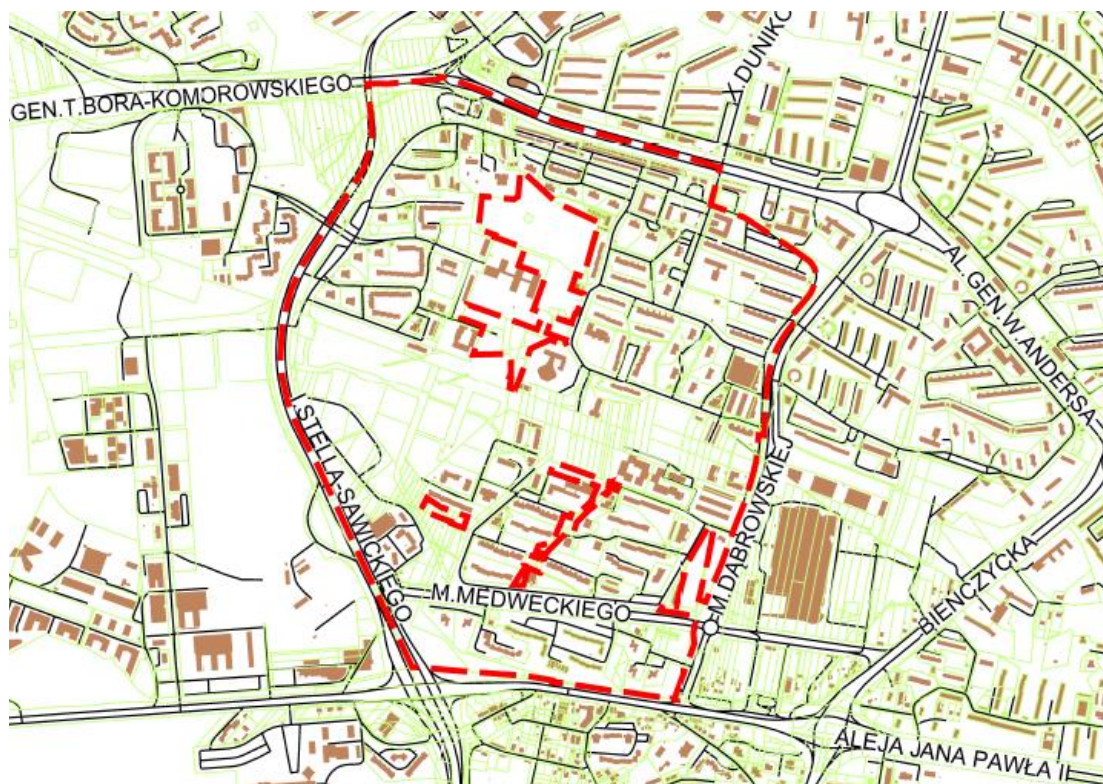 GEN.T.BORA-KOMOROWSKIEGO
X.DUNIKO
AL.GEN.W.ANDERSA
I.STELLA-SAWICKIEGO
M.DĄBROWSKIEJ
M.MEDWECKIEGO
BIEŃCZYCKA
ALEJA JANA PAWŁA II